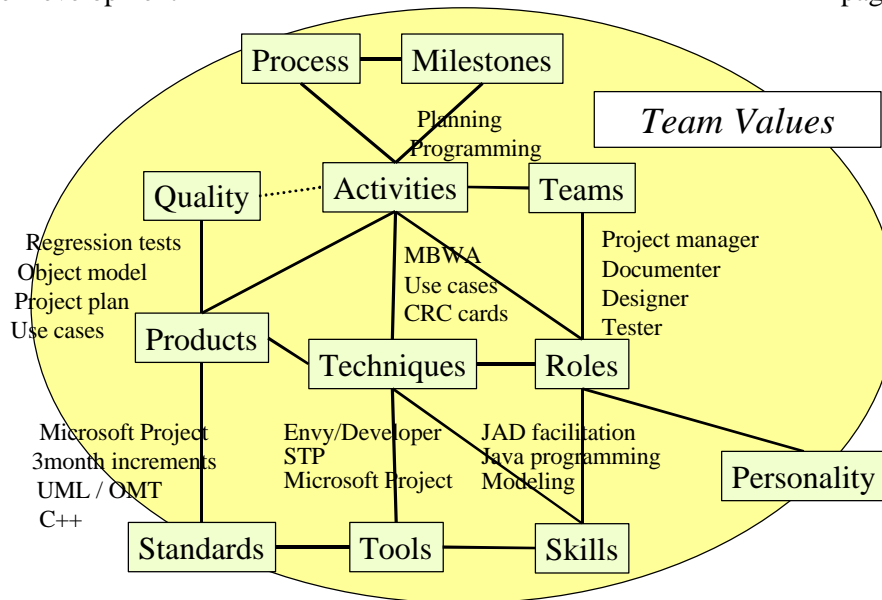 Process
Milestones
Planning
Programming
Team Values
Quality
Activities
Teams
Regression tests
Object model
Project plan
Use cases
MBWA
Use cases
CRC cards
Project manager
Documenter
Designer
Tester
Products
Techniques
Roles
Microsoft Project
3month increments
UML / OMT
C++
Envy/Developer
STP
Microsoft Project
JAD facilitation
Java programming
Modeling
Personality
Standards
Tools
Skills